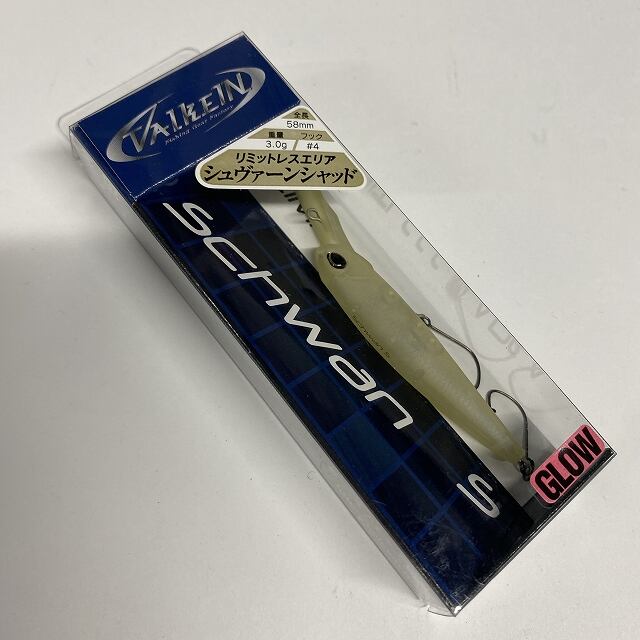 VALKEIN
Fishing Gear Factory
全長
58mm
重量 フック
3.0g #4
リミットレスエリア
シュヴァーンシャッド
Schwan
S
GLOW